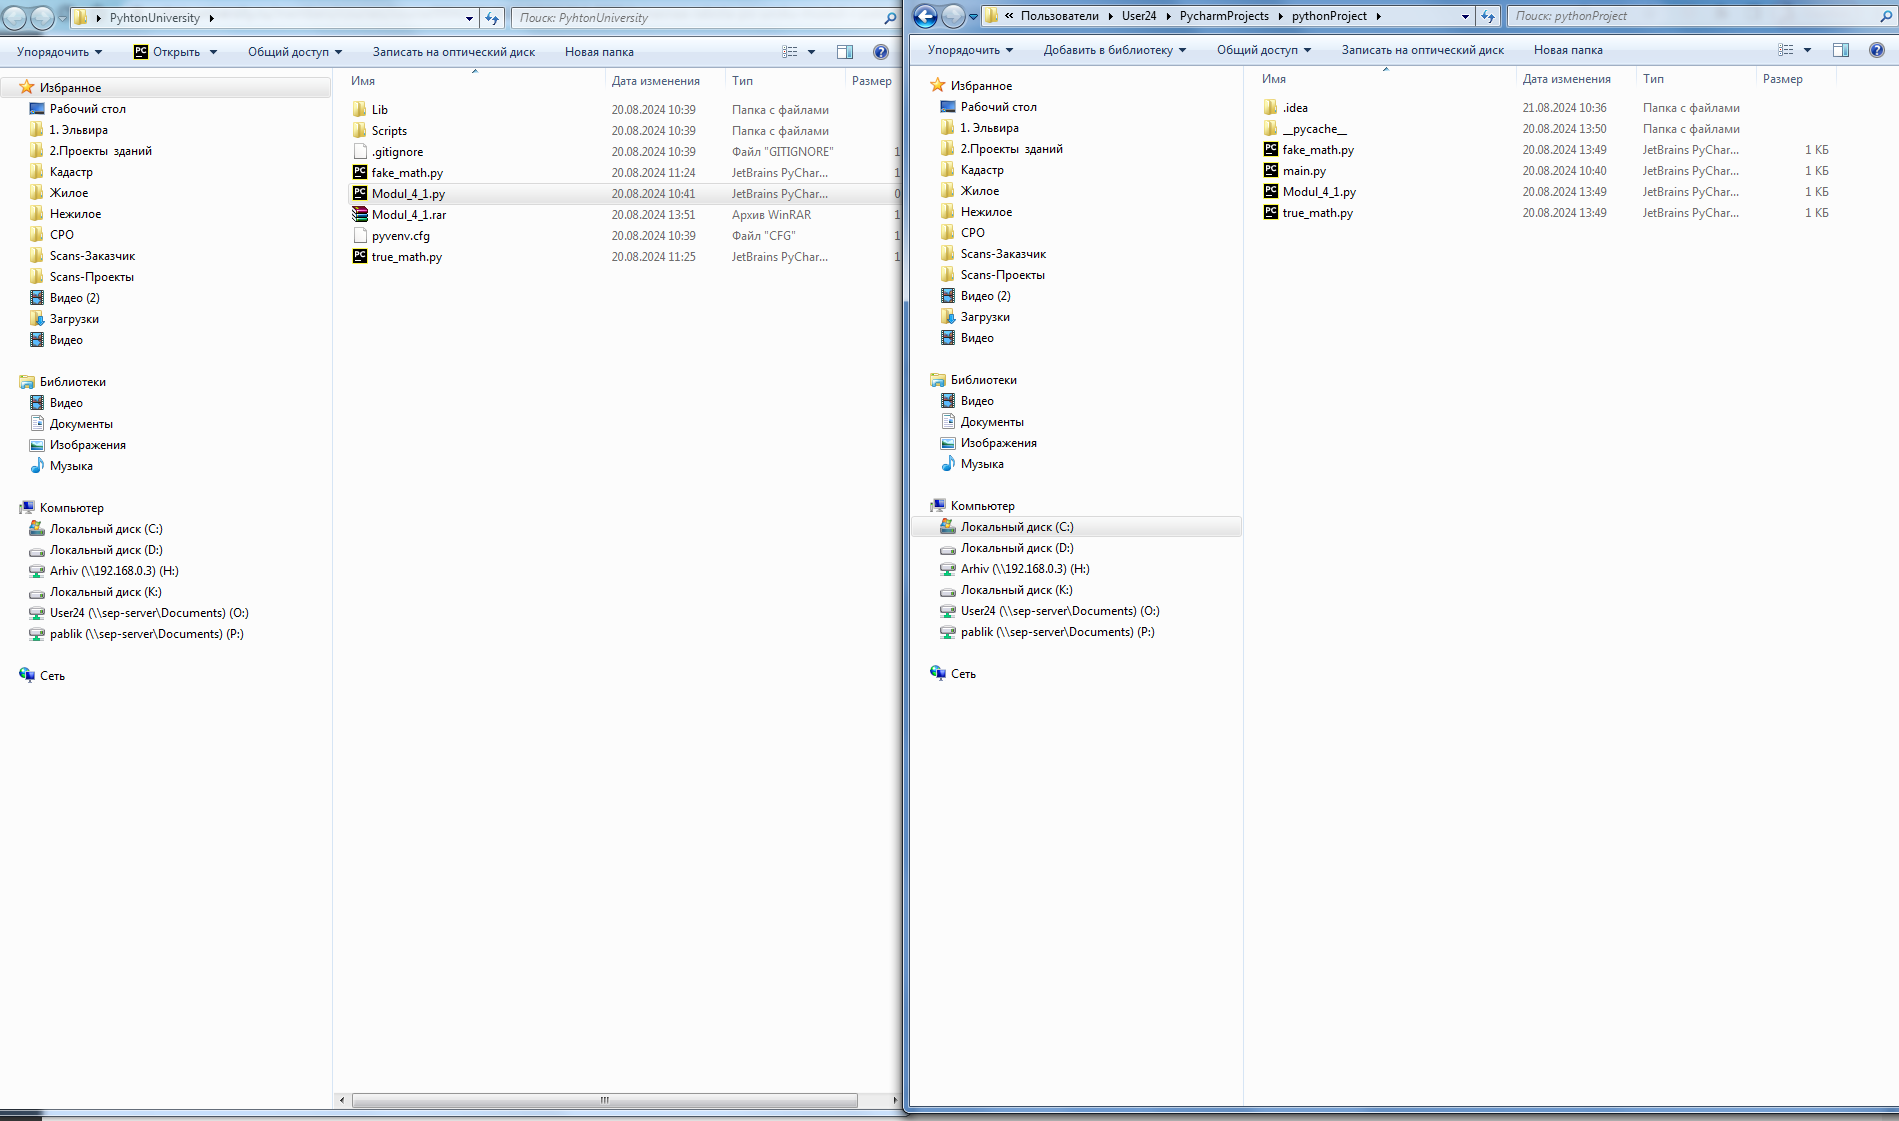 PyhtonUniversity
Поиск: PyhtonUniversity
Упорядочить
Открыть
Общий доступ
Записать на оптический диск
Новая папка
Избранное
Рабочий стол
1. Эльвира
2.Проекты зданий
Кадастр
Жилое
Нежилое
СРО
Scans-Заказчик
Scans-Проекты
Видео (2)
Загрузки
Видео
Библиотеки
Видео
Документы
Изображения
Музыка
Компьютер
Локальный диск (C:)
Локальный диск (D:)
Arhiv (\\192.168.0.3) (H:)
Локальный диск (K:)
User24 (\\sep-server\Documents) (O:)
pablik (\\sep-server\Documents) (P:)
Сеть
Имя Дата изменения Тип Размер
Lib 20.08.2024 10:39 Папка с файлами
Scripts 20.08.2024 10:39 Папка с файлами
.gitignore 20.08.2024 10:39 Файл "GITIGNORE" 1
fake_math.py 20.08.2024 11:24 JetBrains PyChar... 1
Modul_4_1.py 20.08.2024 10:41 JetBrains PyChar... 0
Modul_4_1.rar 20.08.2024 13:51 Архив WinRAR 1
pyvenv.cfg 20.08.2024 10:39 Файл "CFG" 1
true_math.py 20.08.2024 11:25 JetBrains PyChar... 1
« Пользователи User24 PycharmProjects pythonProject
Поиск: pythonProject
Упорядочить
Добавить в библиотеку
Общий доступ
Записать на оптический диск
Новая папка
Избранное
Рабочий стол
1. Эльвира
2.Проекты зданий
Кадастр
Жилое
Нежилое
СРО
Scans-Заказчик
Scans-Проекты
Видео (2)
Загрузки
Видео
Библиотеки
Видео
Документы
Изображения
Музыка
Компьютер
Локальный диск (C:)
Локальный диск (D:)
Arhiv (\\192.168.0.3) (H:)
Локальный диск (K:)
User24 (\\sep-server\Documents) (O:)
pablik (\\sep-server\Documents) (P:)
Сеть
Имя Дата изменения Тип Размер
.idea 21.08.2024 10:36 Папка с файлами
__pycache__ 20.08.2024 13:50 Папка с файлами
fake_math.py 20.08.2024 13:49 JetBrains PyChar... 1 КБ
main.py 20.08.2024 10:40 JetBrains PyChar... 1 КБ
Modul_4_1.py 20.08.2024 13:49 JetBrains PyChar... 1 КБ
true_math.py 20.08.2024 13:49 JetBrains PyChar... 1 КБ